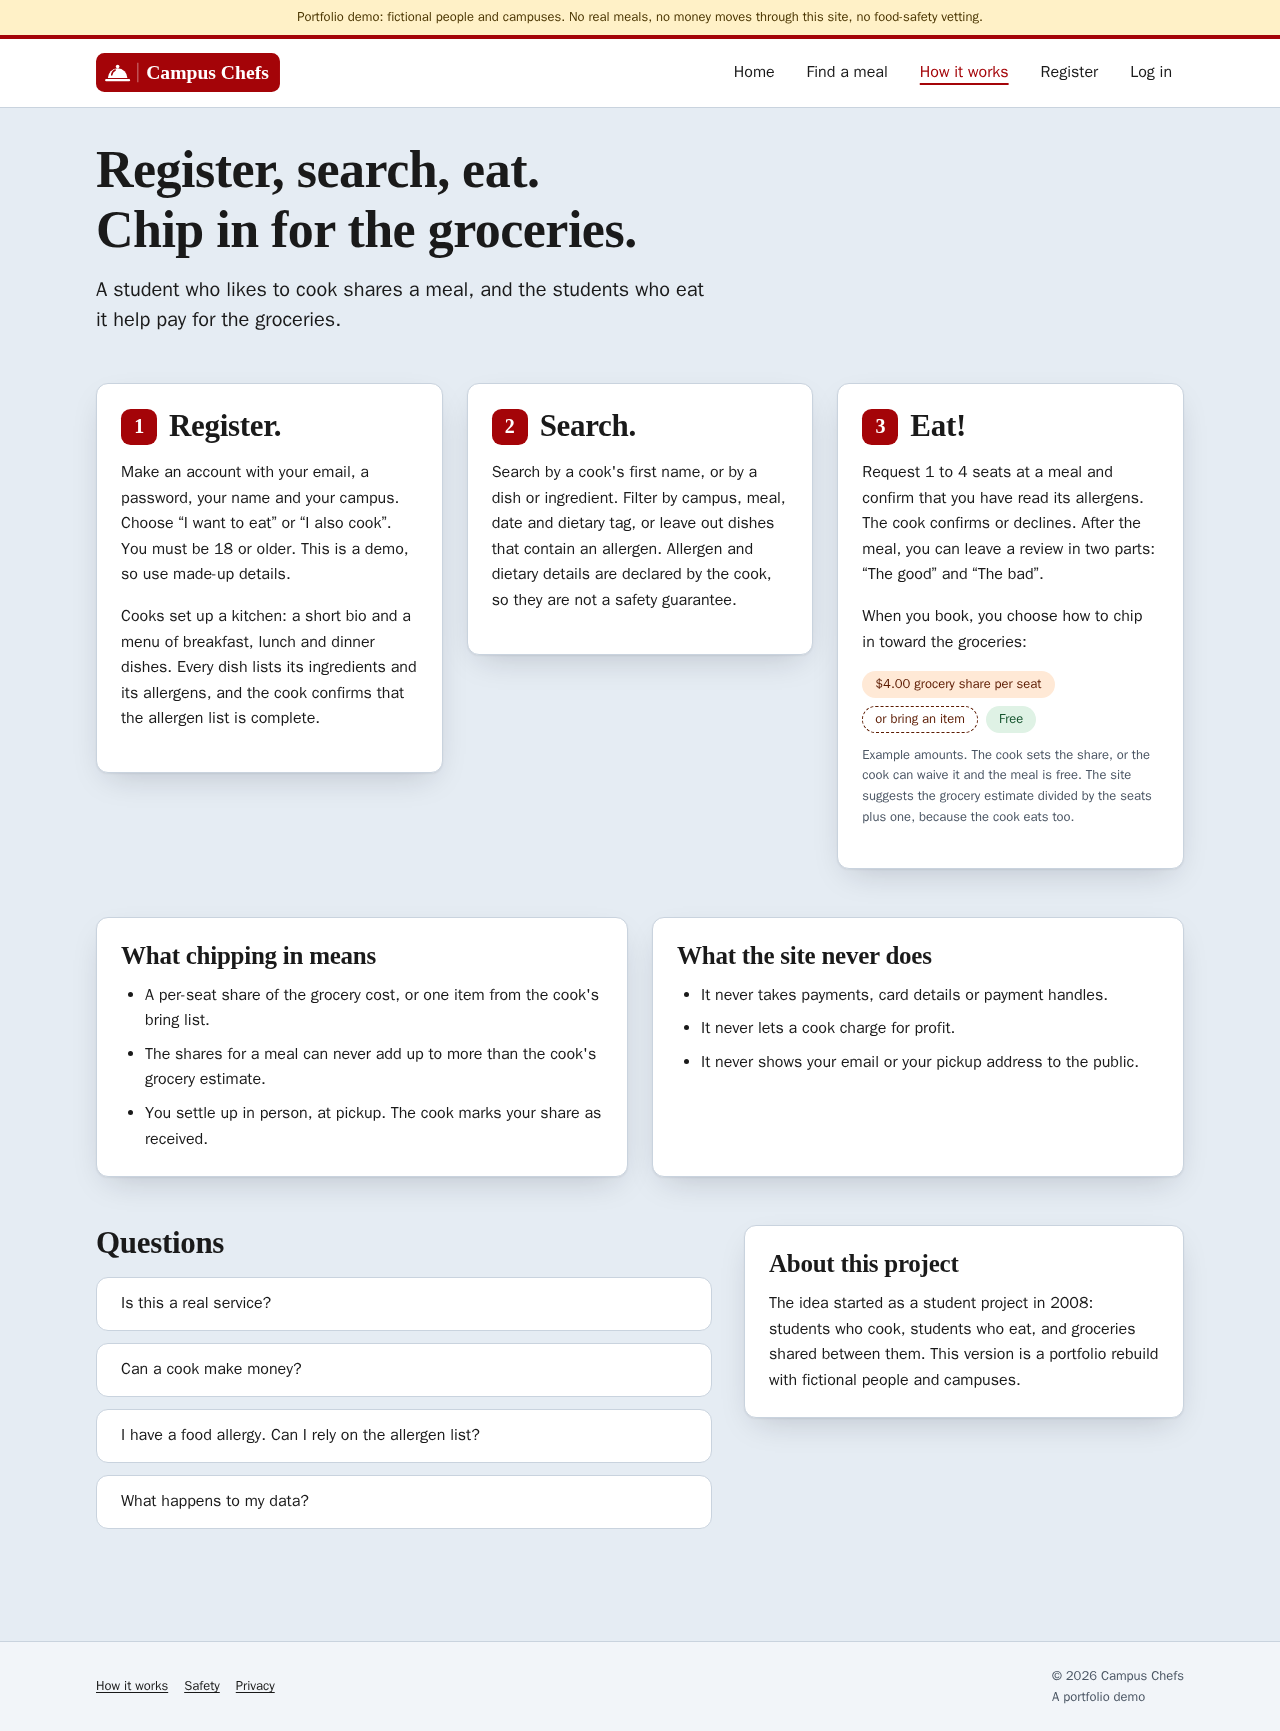 Portfolio demo: fictional people and campuses. No real meals, no money moves through this site, no food-safety vetting.
Campus Chefs
Home
Find a meal
How it works
Register
Log in
Register, search, eat.
Chip in for the groceries.
A student who likes to cook shares a meal, and the students who eat
it help pay for the groceries.
1
Register.
Make an account with your email, a
password, your name and your campus.
Choose “I want to eat” or “I also cook”.
You must be 18 or older. This is a demo,
so use made-up details.
Cooks set up a kitchen: a short bio and a
menu of breakfast, lunch and dinner
dishes. Every dish lists its ingredients and
its allergens, and the cook confirms that
the allergen list is complete.
2
Search.
Search by a cook's first name, or by a
dish or ingredient. Filter by campus, meal,
date and dietary tag, or leave out dishes
that contain an allergen. Allergen and
dietary details are declared by the cook,
so they are not a safety guarantee.
3
Eat!
Request 1 to 4 seats at a meal and
confirm that you have read its allergens.
The cook confirms or declines. After the
meal, you can leave a review in two parts:
“The good” and “The bad”.
When you book, you choose how to chip
in toward the groceries:
$4.00 grocery share per seat
or bring an item
Free
Example amounts. The cook sets the share, or the
cook can waive it and the meal is free. The site
suggests the grocery estimate divided by the seats
plus one, because the cook eats too.
What chipping in means
• A per-seat share of the grocery cost, or one item from the cook's
bring list.
• The shares for a meal can never add up to more than the cook's
grocery estimate.
• You settle up in person, at pickup. The cook marks your share as
received.
What the site never does
• It never takes payments, card details or payment handles.
• It never lets a cook charge for profit.
• It never shows your email or your pickup address to the public.
Questions
Is this a real service?
Can a cook make money?
I have a food allergy. Can I rely on the allergen list?
What happens to my data?
About this project
The idea started as a student project in 2008:
students who cook, students who eat, and groceries
shared between them. This version is a portfolio rebuild
with fictional people and campuses.
How it works
Safety
Privacy
© 2026 Campus Chefs
A portfolio demo